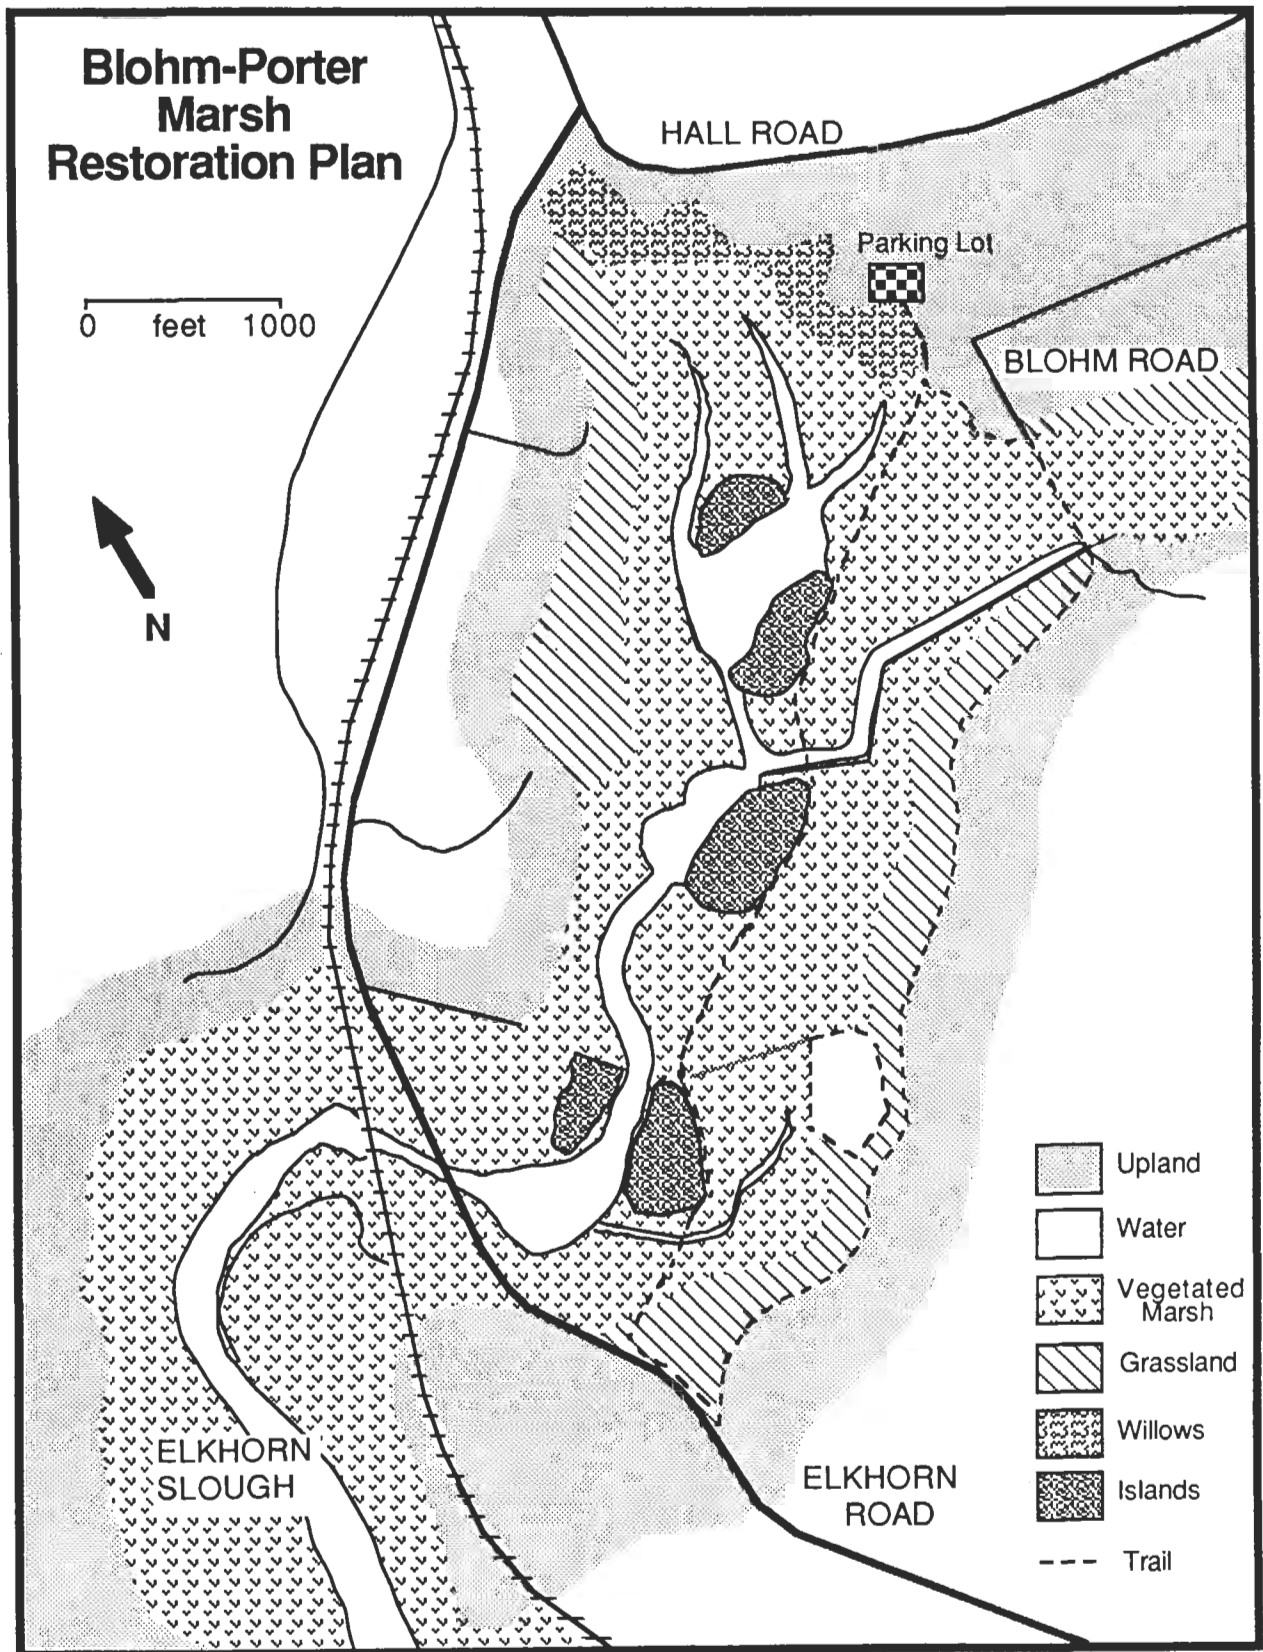 Blohm-Porter
Marsh
Restoration Plan
HALL ROAD
Parking Lot
0 feet 1000
BLOHM ROAD
N
Upland
Water
Vegetated
Marsh
Grassland
Willows
Islands
Trail
ELKHORN
SLOUGH
ELKHORN
ROAD